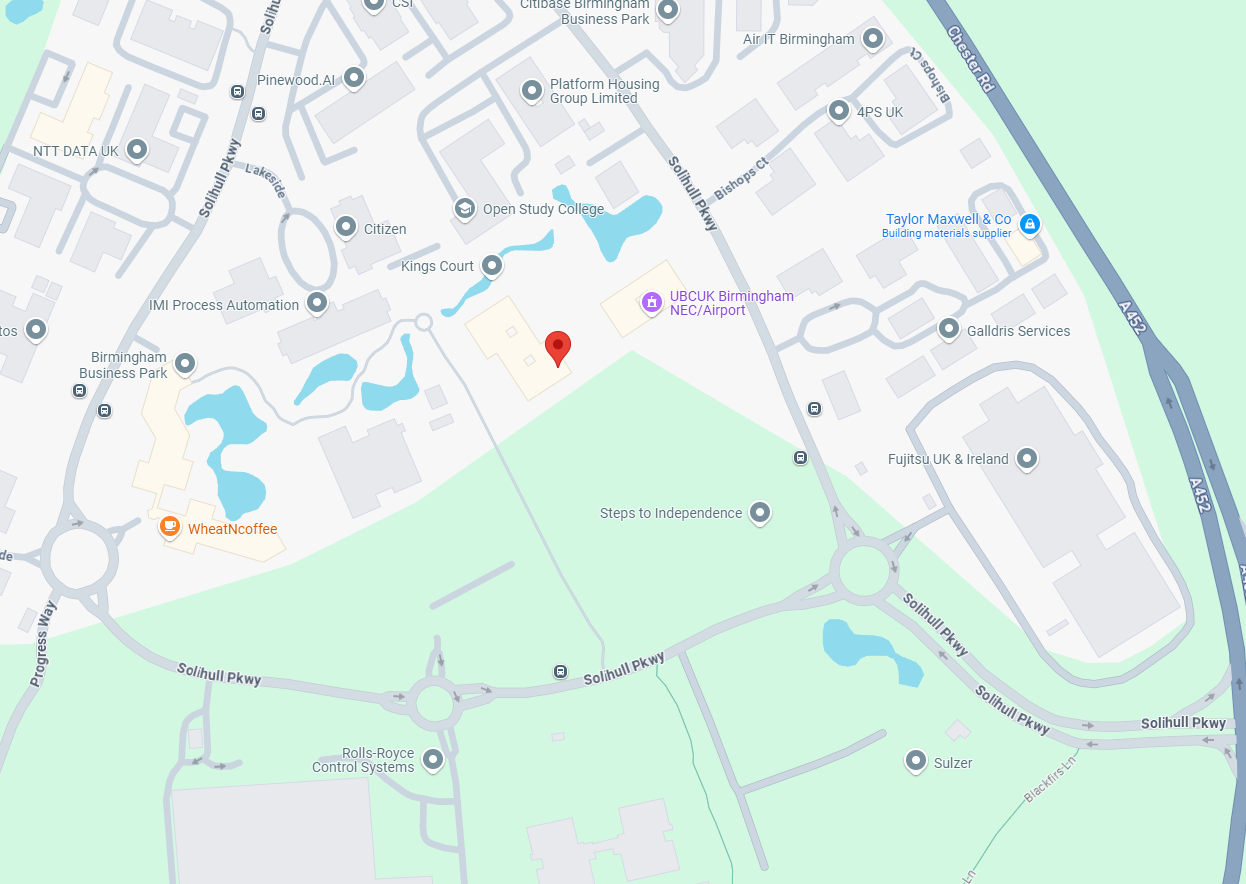 Solihull Pkwy
CSI
Citibase Birmingham
Business Park
Air IT Birmingham
Chester Rd
Bishops Ct
Pinewood.AI
Platform Housing
Group Limited
4PS UK
NTT DATA UK
Solihull Pkwy
Lakeside
Solihull Pkwy
Bishops Ct
Open Study College
Citizen
Taylor Maxwell & Co
Building materials supplier
Kings Court
UBCUK Birmingham
NEC/Airport
IMI Process Automation
A452
tos
Galldris Services
Birmingham
Business Park
Fujitsu UK & Ireland
A452
Steps to Independence
WheatNcoffee
de
Progress Way
Solihull Pkwy
Solihull Pkwy
Solihull Pkwy
Solihull Pkwy
Solihull Pkwy
Rolls-Royce
Control Systems
Sulzer
Blackfirs Ln
Ln